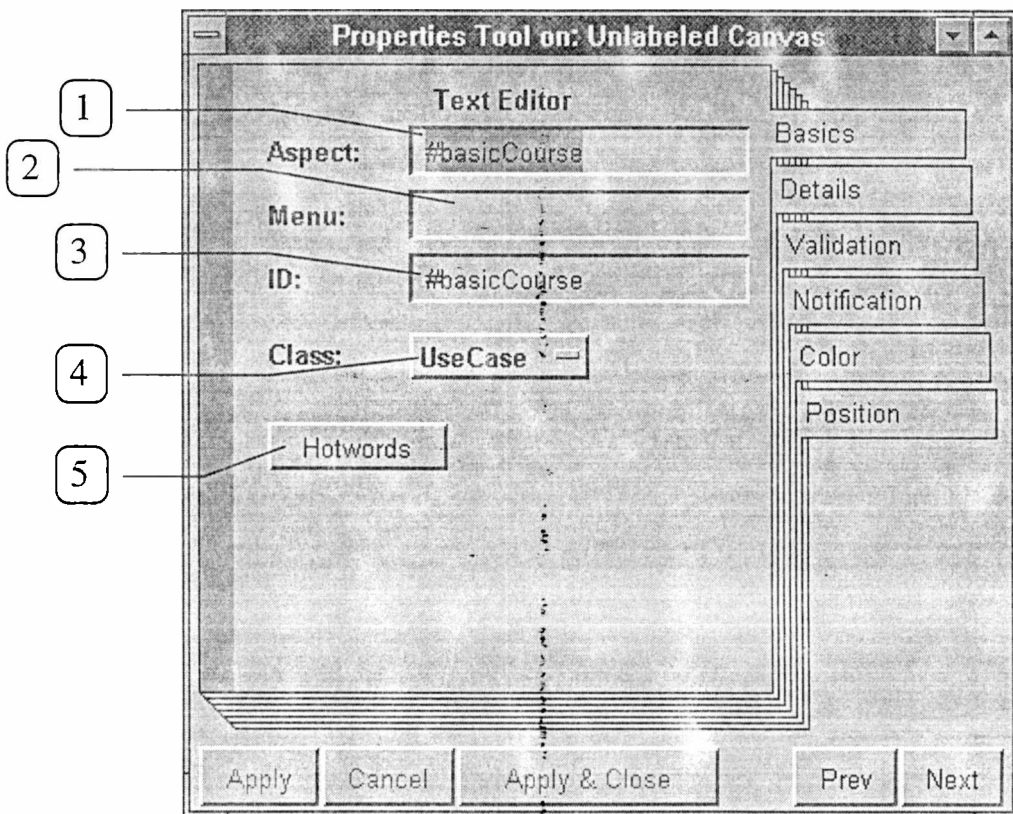 Properties Tool on: Unlabeled Canvas
Text Editor
1
Aspect: #basicCourse
2
Menu:
3
ID: #basicCourse
4
Class: UseCase
5
Hotwords
Basics
Details
Validation
Notification
Color
Position
Apply Cancel Apply & Close Prev Next